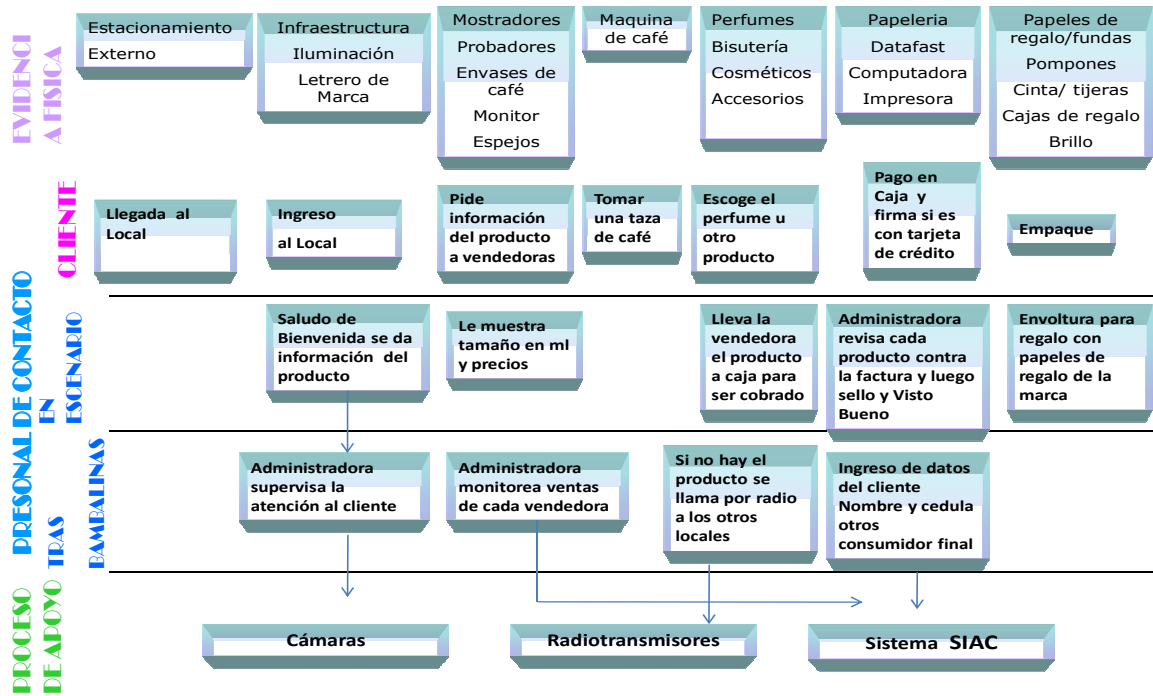 EVIDENCI
A FISICA
Estacionamiento
Externo
Infraestructura
Iluminación
Letrero de
Marca
Mostradores
Probadores
Envases de
café
Monitor
Espejos
Maquina
de café
Perfumes
Bisutería
Cosméticos
Accesorios
Papeleria
Datafast
Computadora
Impresora
Papeles de
regalo/fundas
Pompones
Cinta/ tijeras
Cajas de regalo
Brillo
CLIENTE
Llegada al
Local
Ingreso
al Local
Pide
información
del producto
a vendedoras
Tomar
una taza
de café
Escoge el
perfume u
otro
producto
Pago en
Caja y
firma si es
con tarjeta
de crédito
Empaque
PRESONAL DE CONTACTO
EN
ESCENARIO
Saludo de
Bienvenida se da
información del
producto
Le muestra
tamaño en ml
y precios
Lleva la
vendedora
el producto
a caja para
ser cobrado
Administradora
revisa cada
producto contra
la factura y luego
sello y Visto
Bueno
Envoltura para
regalo con
papeles de
regalo de la
marca
TRAS
BAMBALINAS
Administradora
supervisa la
atención al cliente
Administradora
monitorea ventas
de cada vendedora
Si no hay el
producto se
llama por radio
a los otros
locales
Ingreso de datos
del cliente
Nombre y cedula
otros
consumidor final
PROCESO
DE APOYO
Cámaras
Radiotransmisores
Sistema SIAC